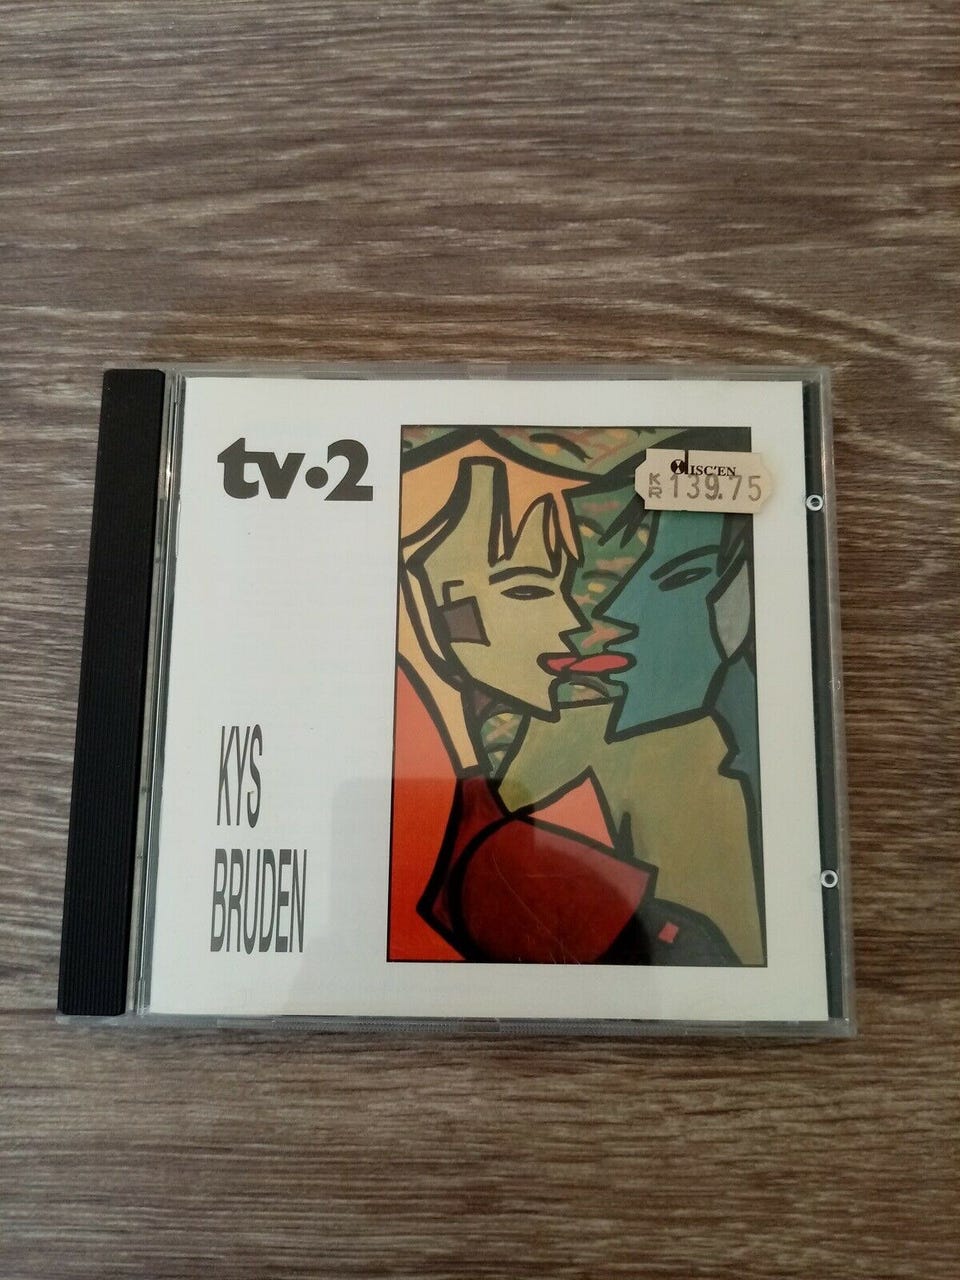 tv·2
DISC'EN
KR 139.75
KYS
BRUDEN